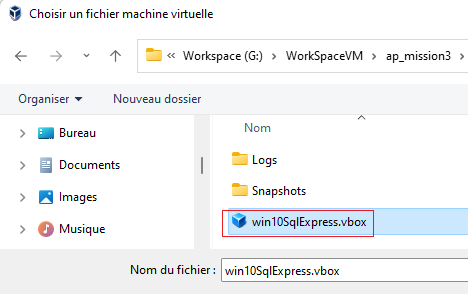 Choisir un fichier machine virtuelle
« Workspace (G:) > WorkSpaceVM > ap_mission3 >
Organiser Nouveau dossier
Nom
Bureau
Documents
Images
Musique
Logs
Snapshots
win10SqlExpress.vbox
Nom du fichier : win10SqlExpress.vbox